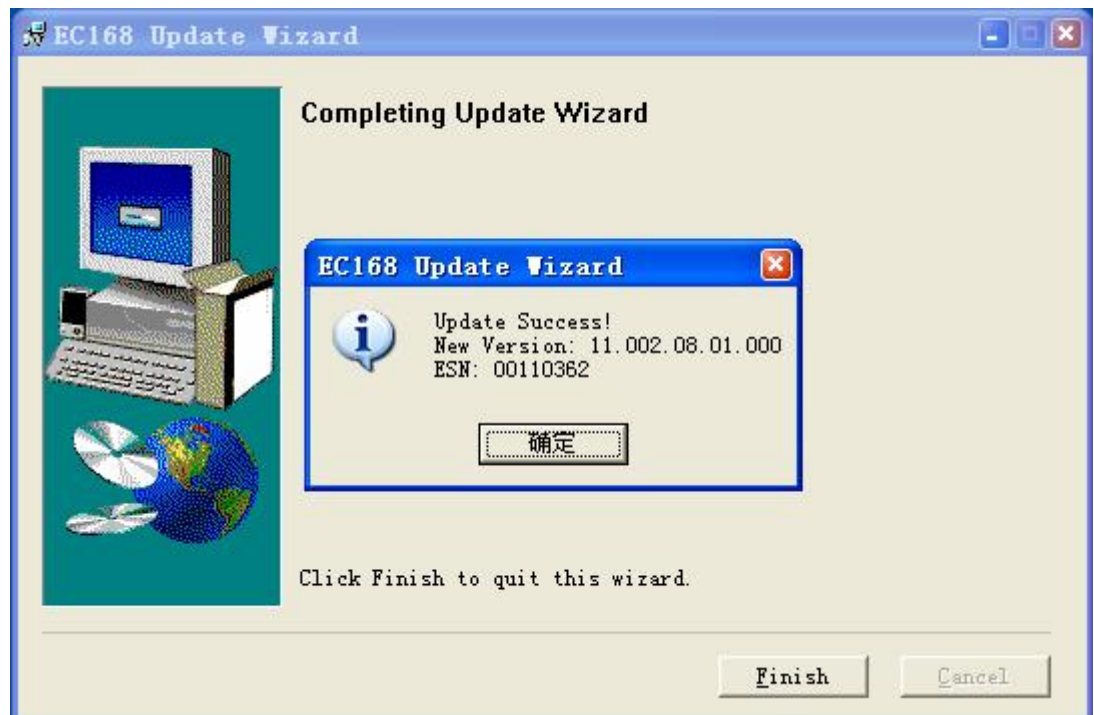 EC168 Update Wizard
Completing Update Wizard
EC168 Update Wizard
Update Success!
New Version: 11.002.08.01.000
ESN: 00110362
确定
Click Finish to quit this wizard.
Finish
Cancel